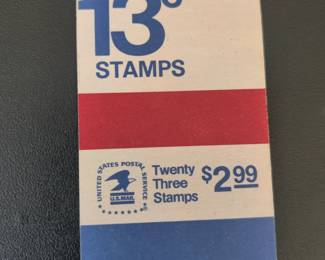 13¢
STAMPS
UNITED STATES POSTAL SERVICE
U.S.MAIL
Twenty
Three
Stamps
$2.99